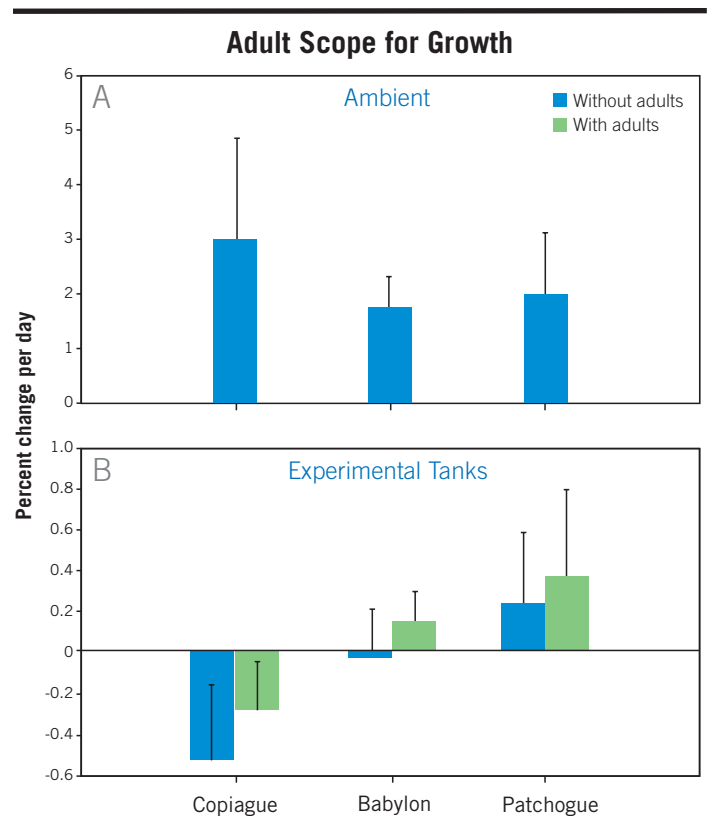 Adult Scope for Growth
A
Ambient
Without adults
With adults
6
5
4
3
2
1
0
Percent change per day
B
Experimental Tanks
1.0
0.8
0.6
0.4
0.2
0
-0.2
-0.4
-0.6
Copiague Babylon Patchogue